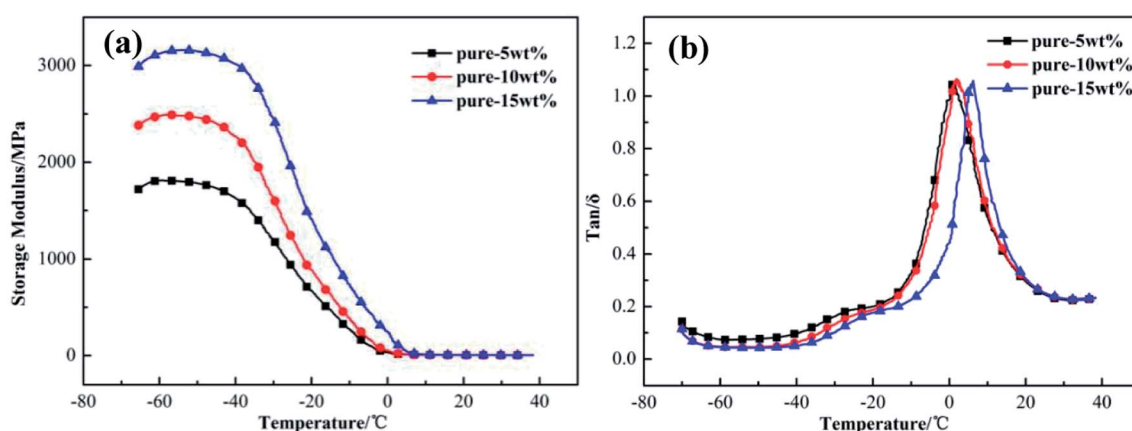 (a)
pure-5wt%
pure-10wt%
pure-15wt%
3000
2000
1000
0
Storage Modulus/MPa
-80 -60 -40 -20 0 20 40
Temperature/℃
(b)
pure-5wt%
pure-10wt%
pure-15wt%
1.2
1.0
0.8
0.6
0.4
0.2
0.0
Tan/δ
-80 -60 -40 -20 0 20 40
Temperature/℃